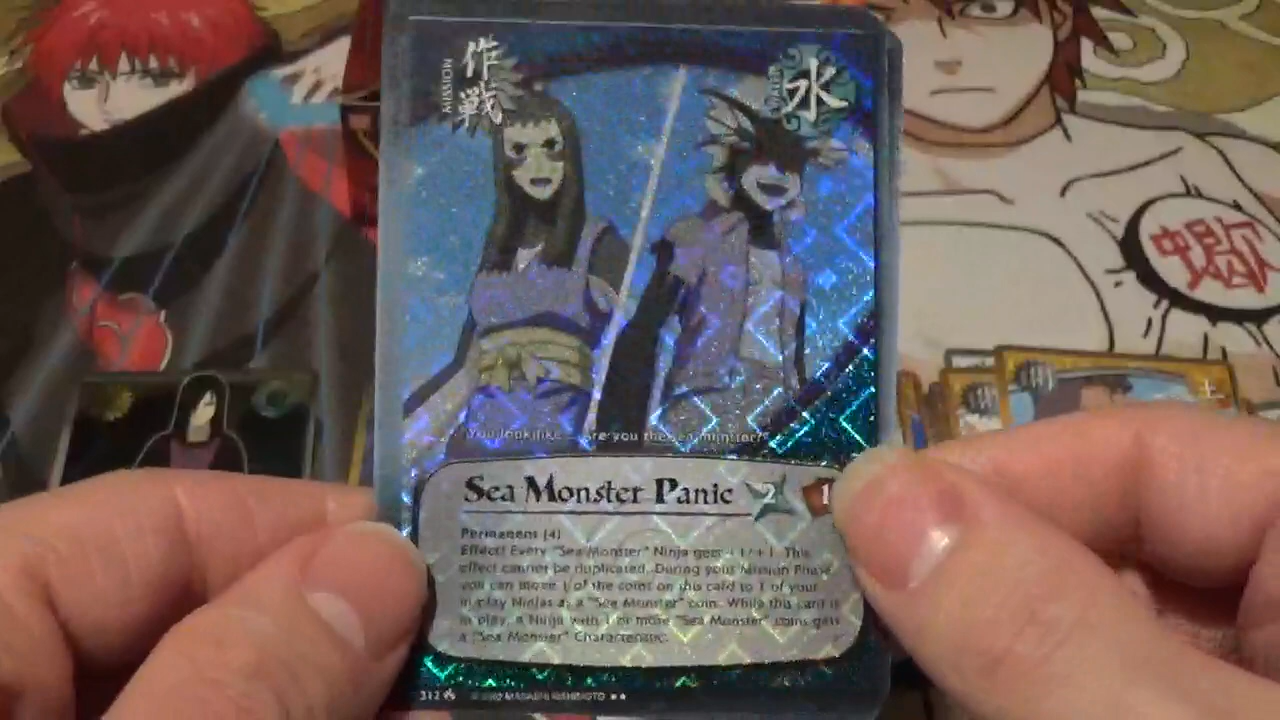 作戦
MISSION
水
WATER
"You look like... Are you the sea monster?"
Sea Monster Panic 2 1
Permanent [4]
Effect: Every "Sea Monster" Ninja gets +1/+1. This
effect cannot be duplicated. During your Mission Phase,
you can move 1 of the coins on this card to 1 of your
in play Ninjas as a "Sea Monster" coin. While this card is
in play, a Ninja with 1 or more "Sea Monster" coins gets
a "Sea Monster" Characteristic.
312 © 2002 MASASHI KISHIMOTO ★★
蠍
土